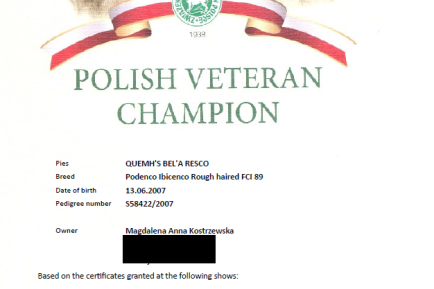 1938
POLISH VETERAN
CHAMPION
Pies QUEMH'S BEL'A RESCO
Breed Podenco Ibicenco Rough haired FCI 89
Date of birth 13.06.2007
Pedigree number S58422/2007
Owner Magdalena Anna Kostrzewska
Based on the certificates granted at the following shows: